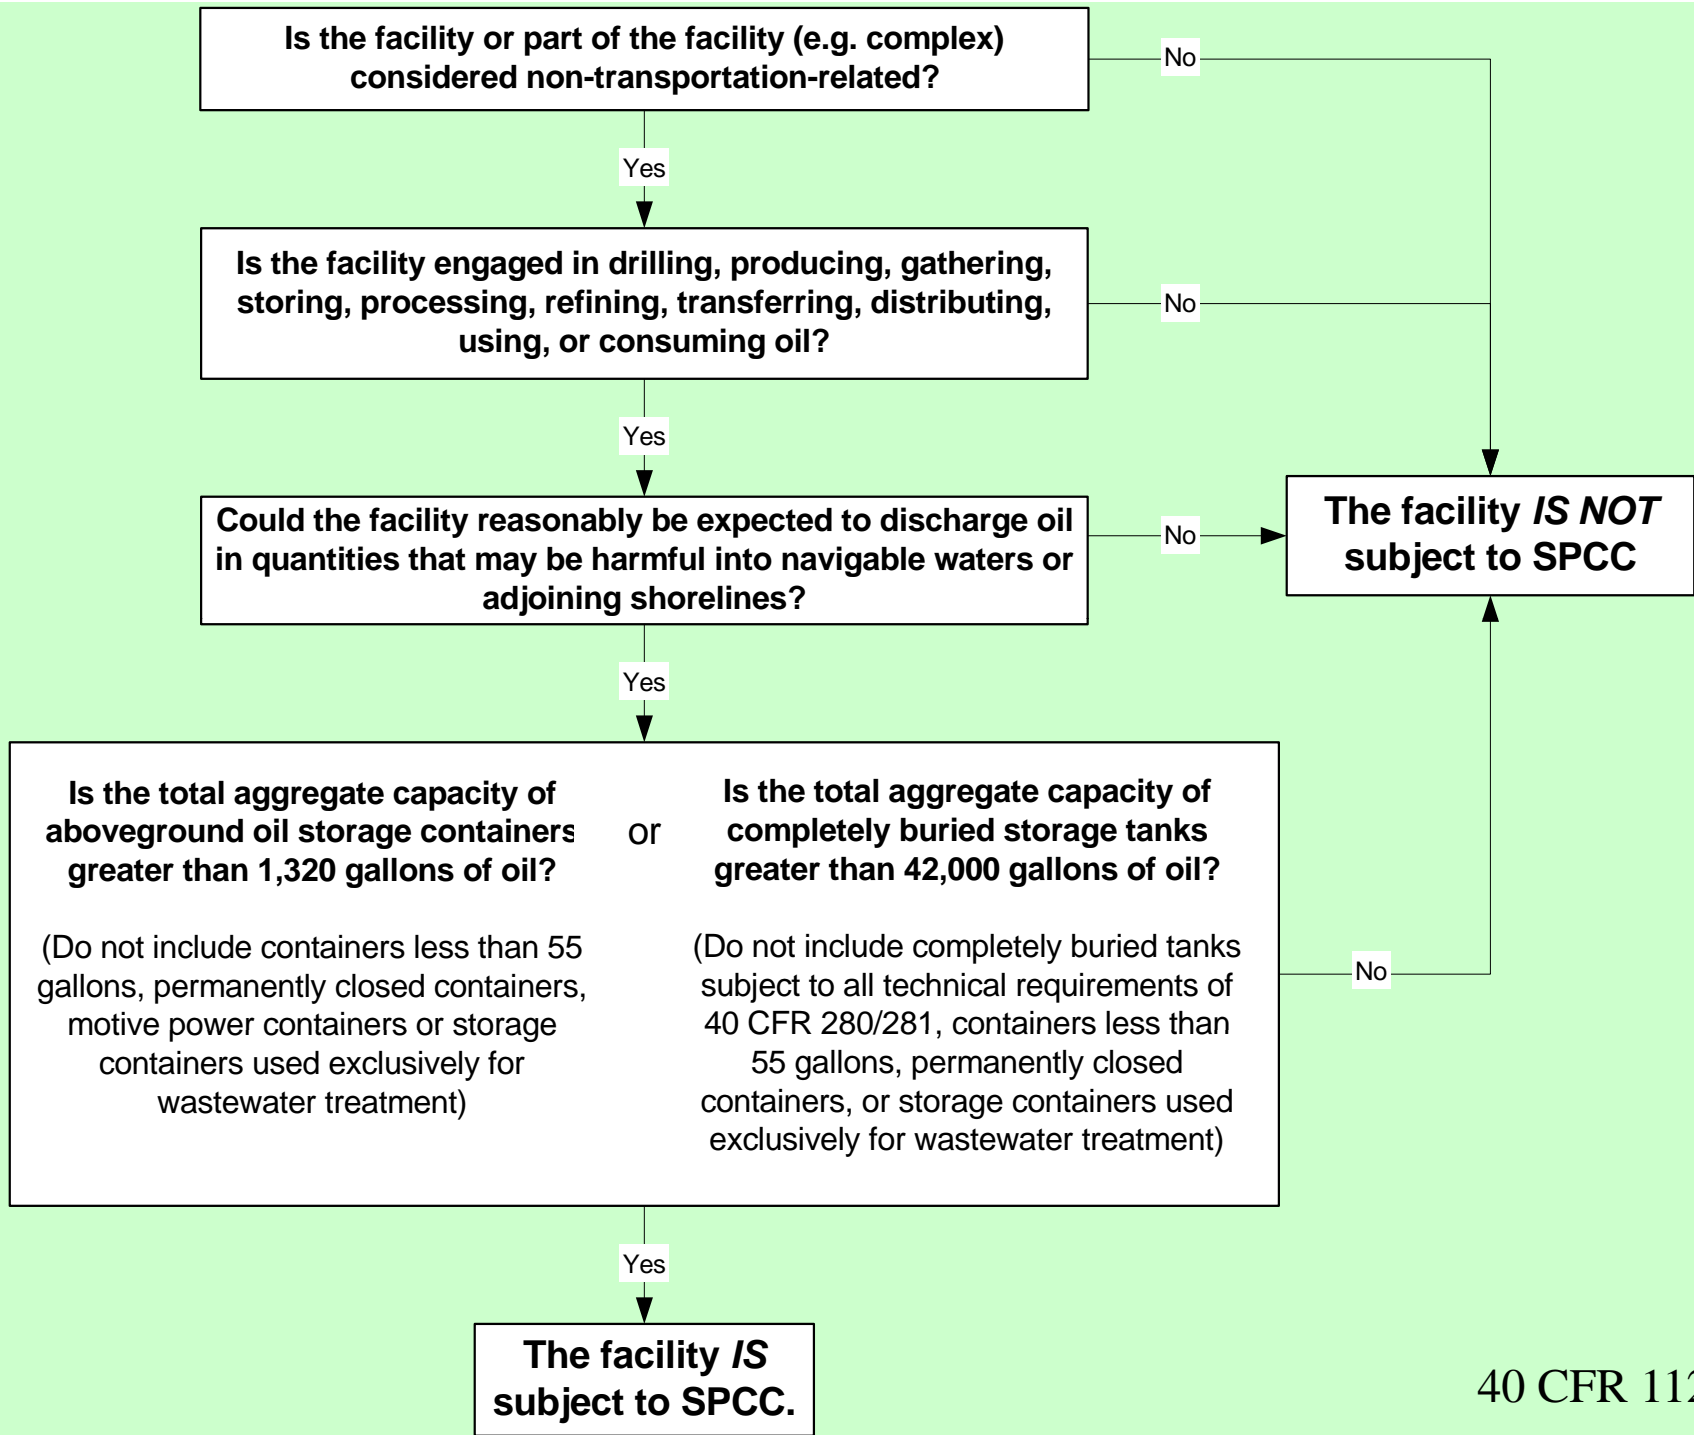 Is the facility or part of the facility (e.g. complex)
considered non-transportation-related?
No
Yes
Is the facility engaged in drilling, producing, gathering,
storing, processing, refining, transferring, distributing,
using, or consuming oil?
No
Yes
Could the facility reasonably be expected to discharge oil
in quantities that may be harmful into navigable waters or
adjoining shorelines?
No
The facility IS NOT
subject to SPCC
Yes
Is the total aggregate capacity of
aboveground oil storage containers
greater than 1,320 gallons of oil?
(Do not include containers less than 55
gallons, permanently closed containers,
motive power containers or storage
containers used exclusively for
wastewater treatment)
or
Is the total aggregate capacity of
completely buried storage tanks
greater than 42,000 gallons of oil?
(Do not include completely buried tanks
subject to all technical requirements of
40 CFR 280/281, containers less than
55 gallons, permanently closed
containers, or storage containers used
exclusively for wastewater treatment)
No
Yes
The facility IS
subject to SPCC.
40 CFR 112